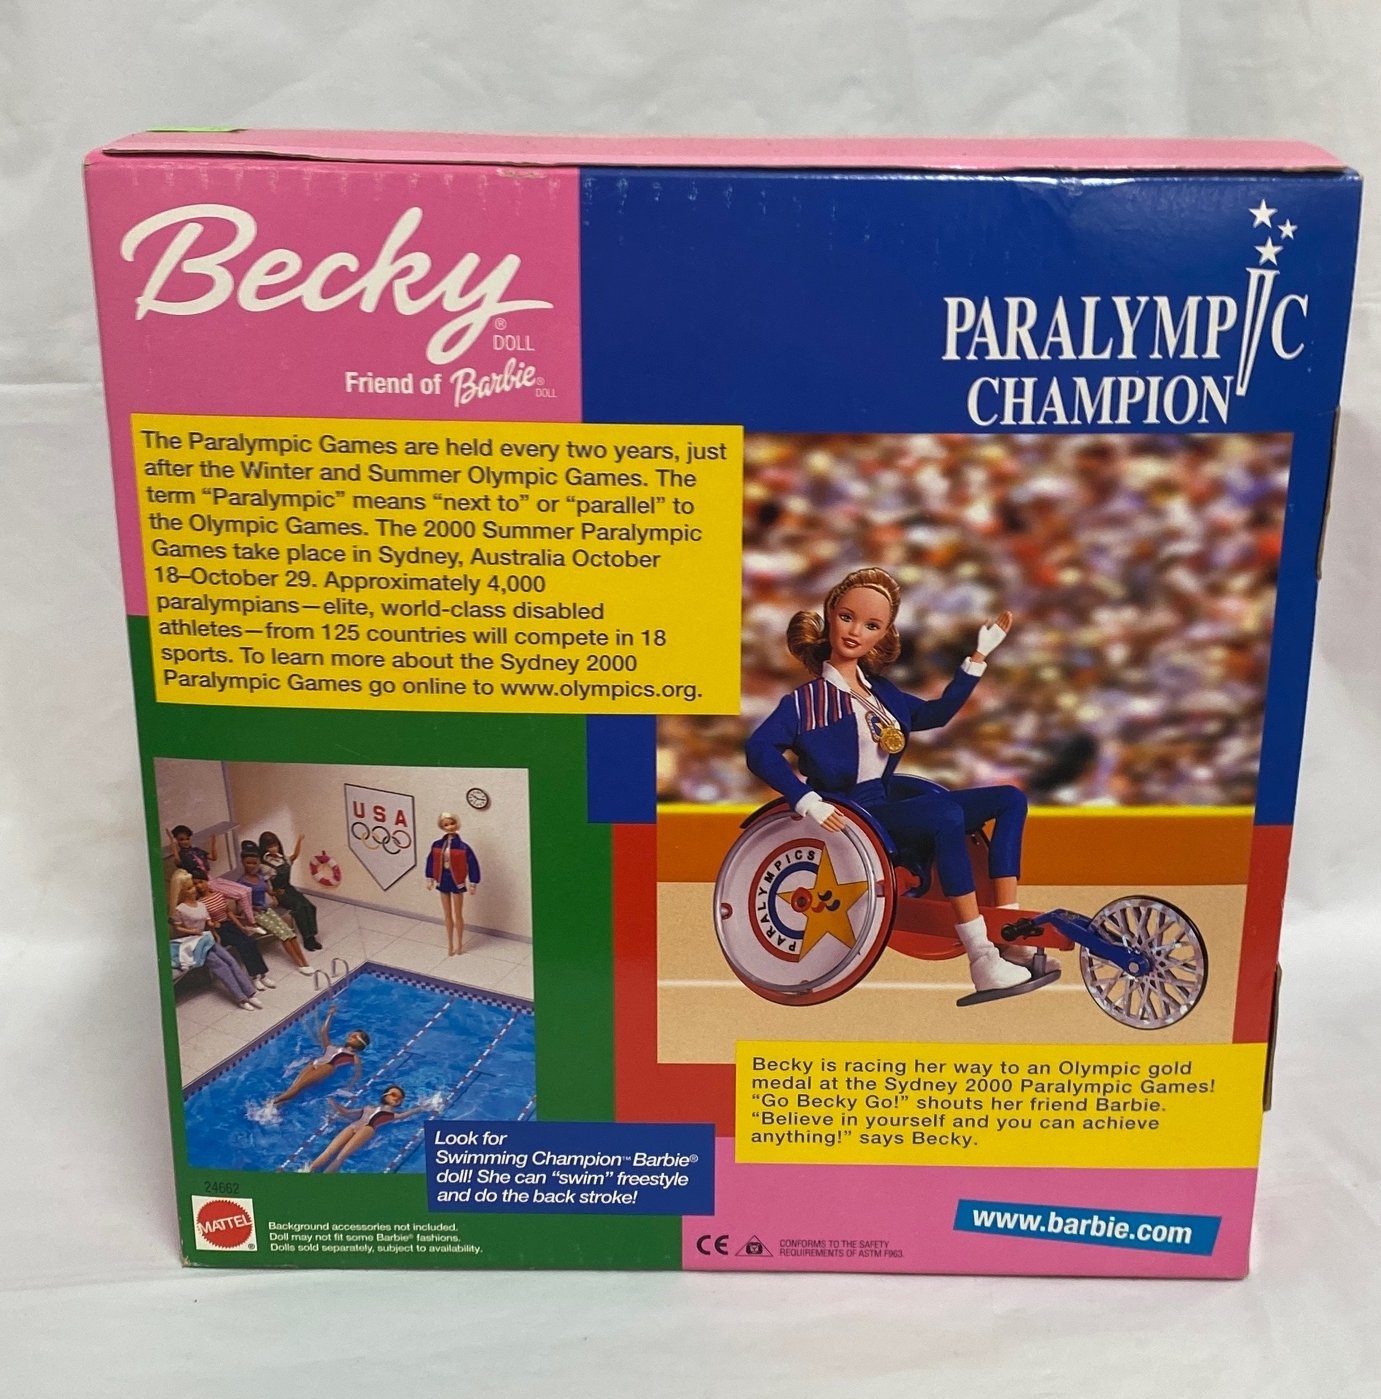 Becky®
DOLL
Friend of Barbie®
DOLL
PARALYMPIC
CHAMPION
The Paralympic Games are held every two years, just
after the Winter and Summer Olympic Games. The
term “Paralympic” means “next to” or “parallel” to
the Olympic Games. The 2000 Summer Paralympic
Games take place in Sydney, Australia October
18–October 29. Approximately 4,000
paralympians—elite, world-class disabled
athletes—from 125 countries will compete in 18
sports. To learn more about the Sydney 2000
Paralympic Games go online to www.olympics.org.
USA
PARALYMPICS
Becky is racing her way to an Olympic gold
medal at the Sydney 2000 Paralympic Games!
“Go Becky Go!” shouts her friend Barbie.
“Believe in yourself and you can achieve
anything!” says Becky.
Look for
Swimming Champion™ Barbie®
doll! She can “swim” freestyle
and do the back stroke!
24662
MATTEL®
Background accessories not included.
Doll may not fit some Barbie® fashions.
Dolls sold separately, subject to availability.
CE
CONFORMS TO THE SAFETY
REQUIREMENTS OF ASTM F963.
www.barbie.com